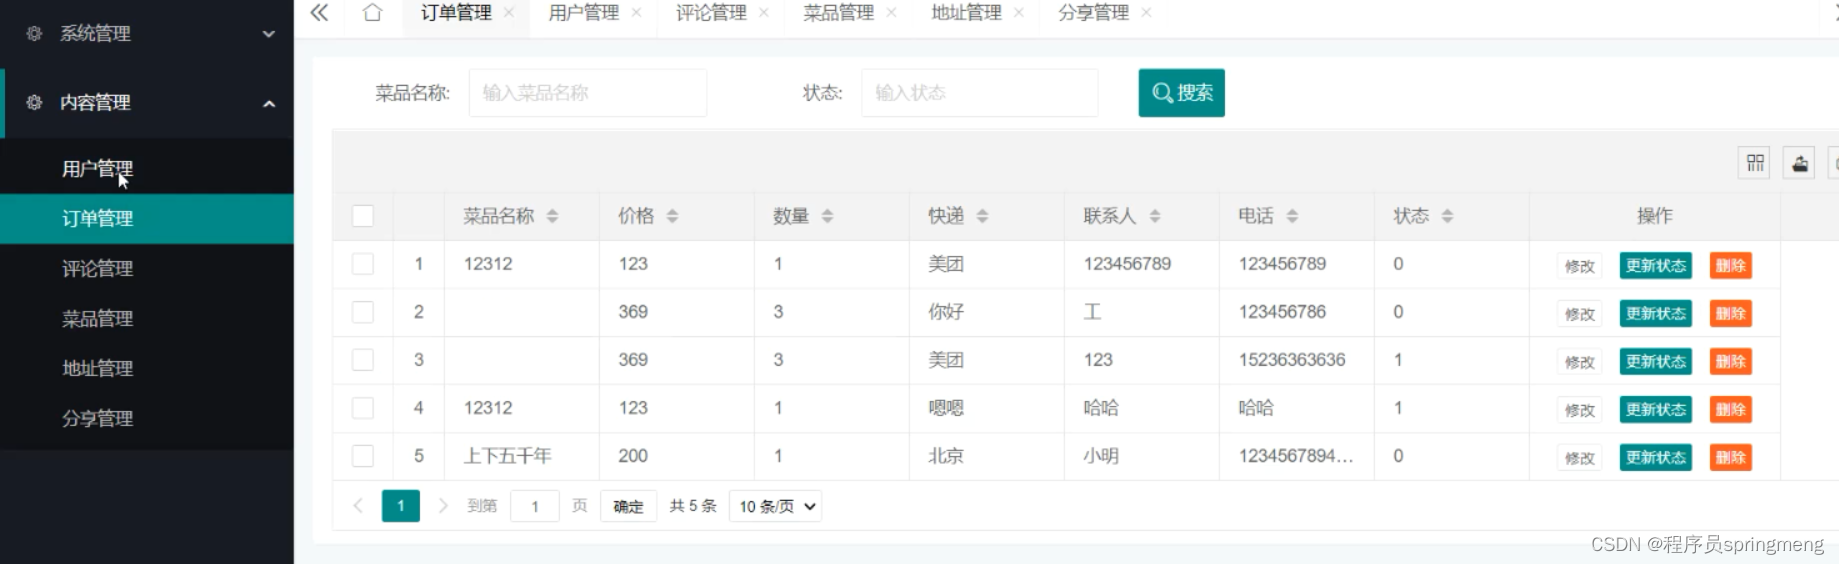 系统管理
内容管理
用户管理
订单管理
评论管理
菜品管理
地址管理
分享管理
订单管理 用户管理 评论管理 菜品管理 地址管理 分享管理
菜品名称: 输入菜品名称 状态: 输入状态 搜索
菜品名称 价格 数量 快递 联系人 电话 状态 操作
1 12312 123 1 美团 123456789 123456789 0 修改 更新状态 删除
2 369 3 你好 工 123456786 0 修改 更新状态 删除
3 369 3 美团 123 15236363636 1 修改 更新状态 删除
4 12312 123 1 嗯嗯 哈哈 哈哈 1 修改 更新状态 删除
5 上下五千年 200 1 北京 小明 1234567894... 0 修改 更新状态 删除
1 到第 1 页 确定 共 5 条 10 条/页
CSDN @程序员springmeng